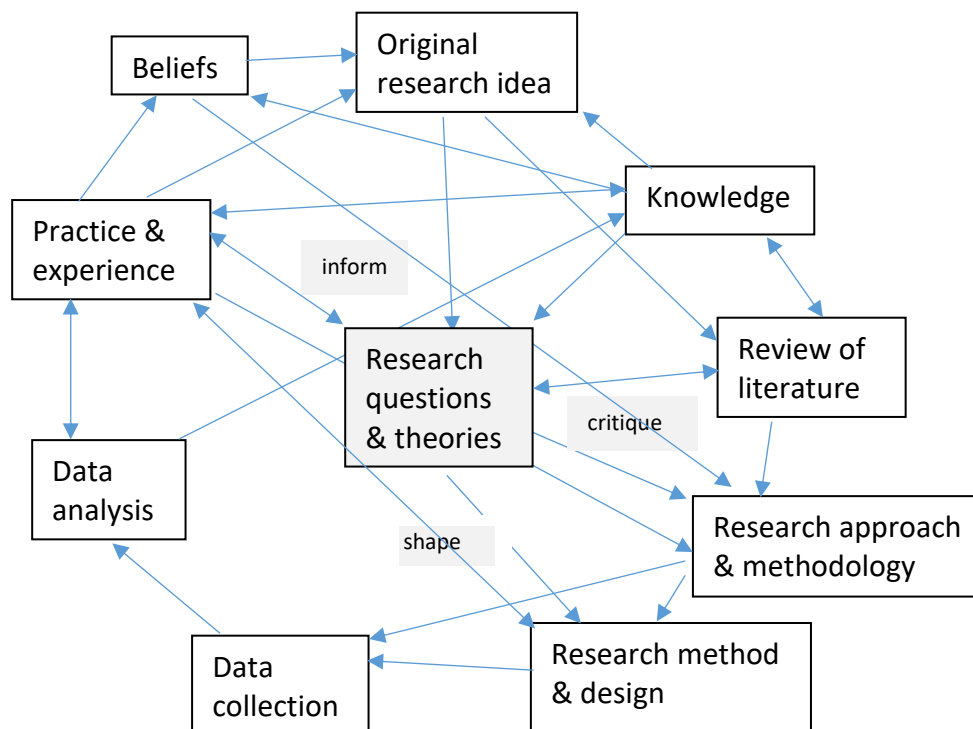 Original
research idea
Beliefs
Knowledge
Practice &
experience
inform
Research
questions
& theories
Review of
literature
critique
Data
analysis
Research approach
& methodology
shape
Data
collection
Research method
& design